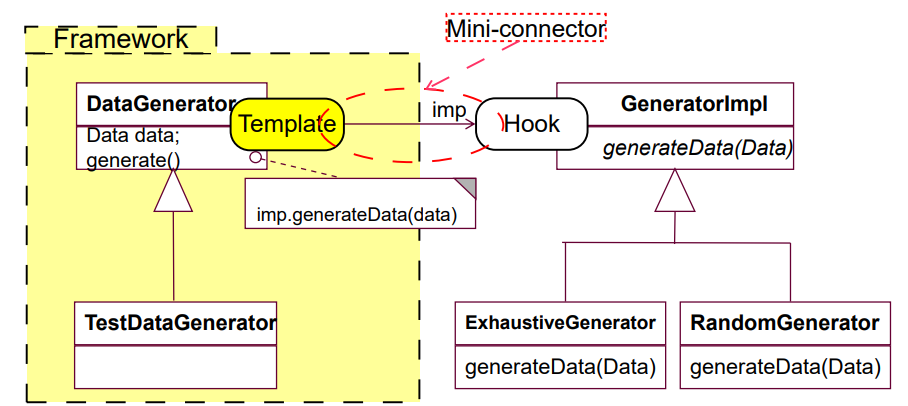 Mini-connector
Framework
DataGenerator
Data data;
generate()
Template
imp
Hook
GeneratorImpl
generateData(Data)
imp.generateData(data)
TestDataGenerator
ExhaustiveGenerator
generateData(Data)
RandomGenerator
generateData(Data)